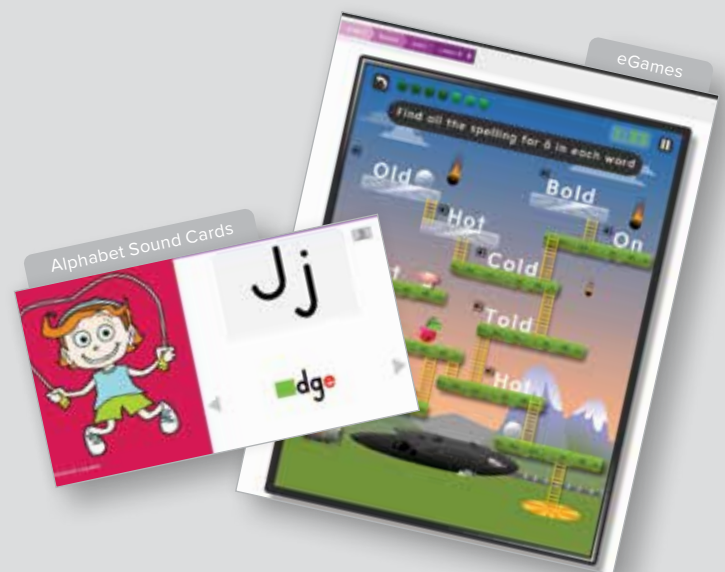 eGames
Find all the spelling for ō in each word
Old
Bold
Hot
On
Cold
Told
Hot
Alphabet Sound Cards
Jj
dge